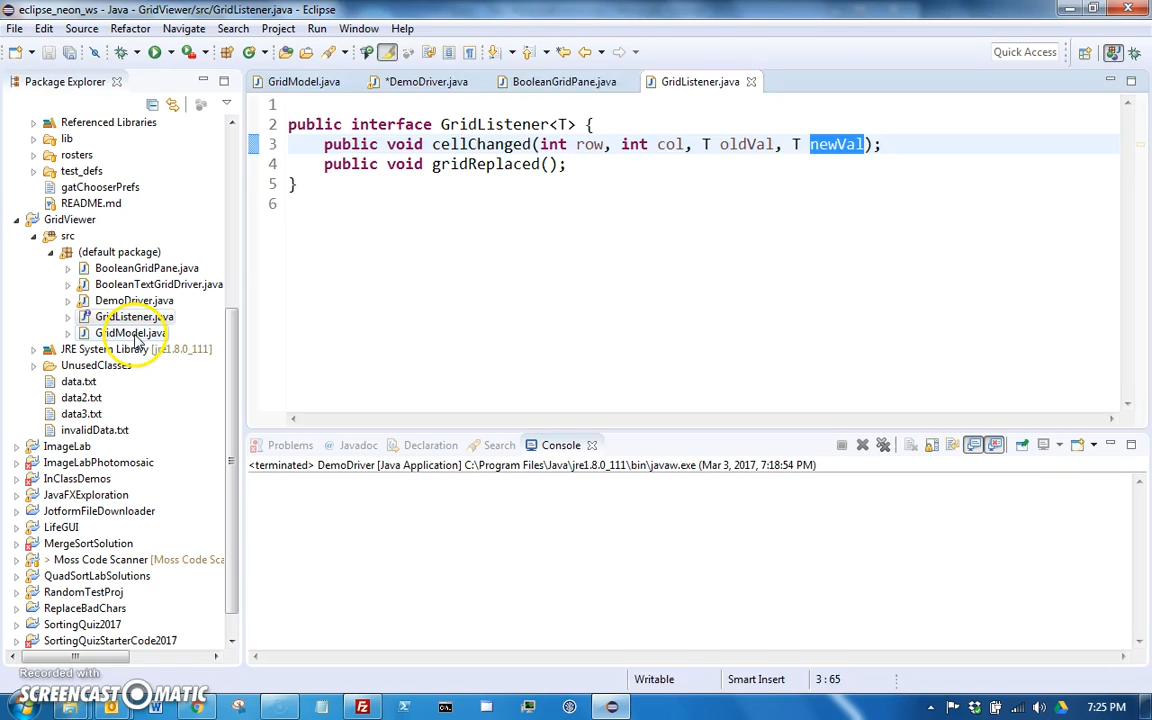 eclipse_neon_ws - Java - GridViewer/src/GridListener.java - Eclipse
File Edit Source Refactor Navigate Search Project Run Window Help
Quick Access
Package Explorer
GridModel.java *DemoDriver.java BooleanGridPane.java GridListener.java
Referenced Libraries
lib
rosters
test_defs
gatChooserPrefs
README.md
GridViewer
src
(default package)
BooleanGridPane.java
BooleanTextGridDriver.java
DemoDriver.java
GridListener.java
GridModel.java
JRE System Library [jre1.8.0_111]
UnusedClasses
data.txt
data2.txt
data3.txt
invalidData.txt
ImageLab
ImageLabPhotomosaic
InClassDemos
JavaFXExploration
JotformFileDownloader
LifeGUI
MergeSortSolution
> Moss Code Scanner [Moss Code Sca
QuadSortLabSolutions
RandomTestProj
ReplaceBadChars
SortingQuiz2017
SortingQuizStarterCode2017
1
2 public interface GridListener<T> {
3 public void cellChanged(int row, int col, T oldVal, T newVal);
4 public void gridReplaced();
5 }
6
Problems Javadoc Declaration Search Console
<terminated> DemoDriver [Java Application] C:\Program Files\Java\jre1.8.0_111\bin\javaw.exe (Mar 3, 2017, 7:18:54 PM)
Writable Smart Insert 3 : 65
Recorded with
SCREENCAST-O-MATIC
7:25 PM